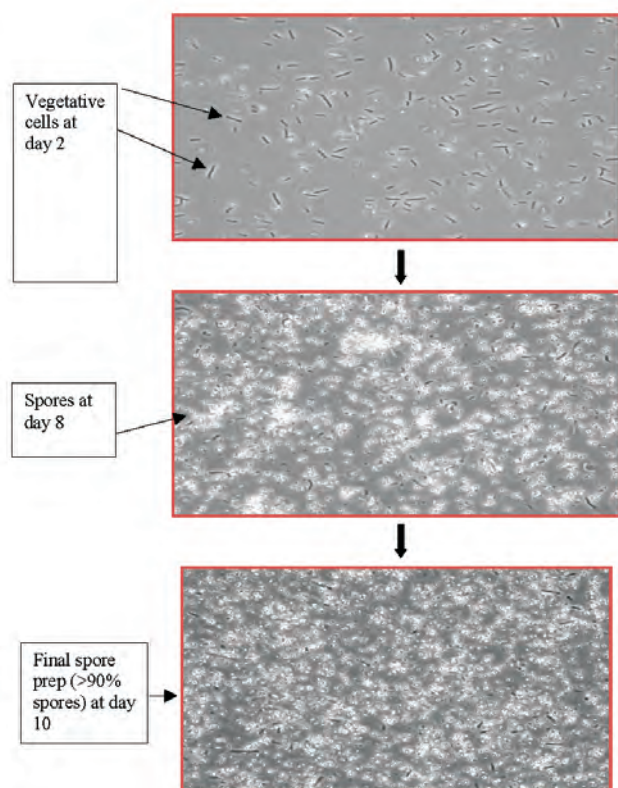 Vegetative
cells at
day 2
Spores at
day 8
Final spore
prep (>90%
spores) at day
10